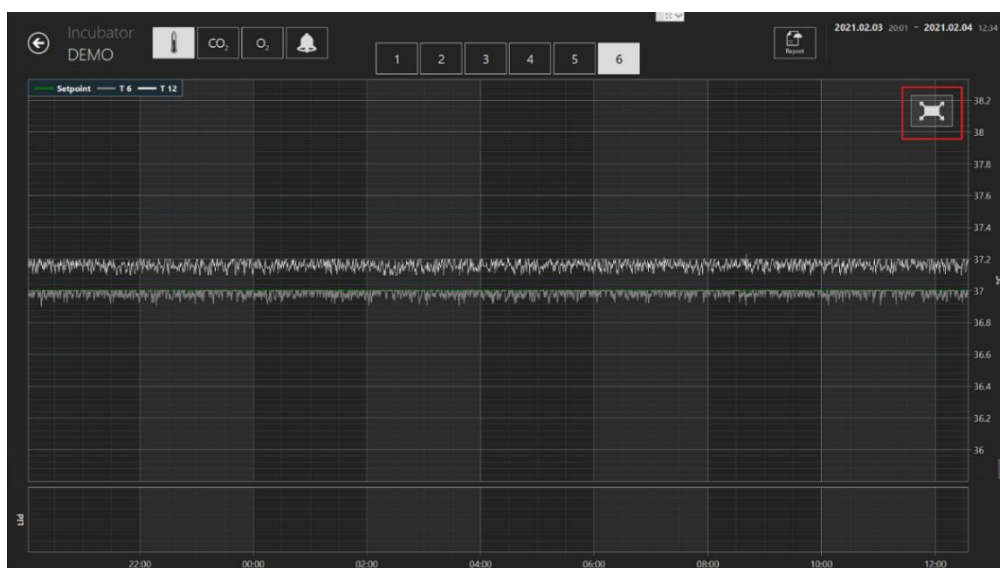 Incubator
DEMO
CO₂
O₂
1 2 3 4 5 6
Report
2021.02.03 20:01 - 2021.02.04 12:34
Setpoint T 6 T 12
38.2
38
37.8
37.6
37.4
37.2
37
36.8
36.6
36.4
36.2
36
Lid
22:00 00:00 02:00 04:00 06:00 08:00 10:00 12:00